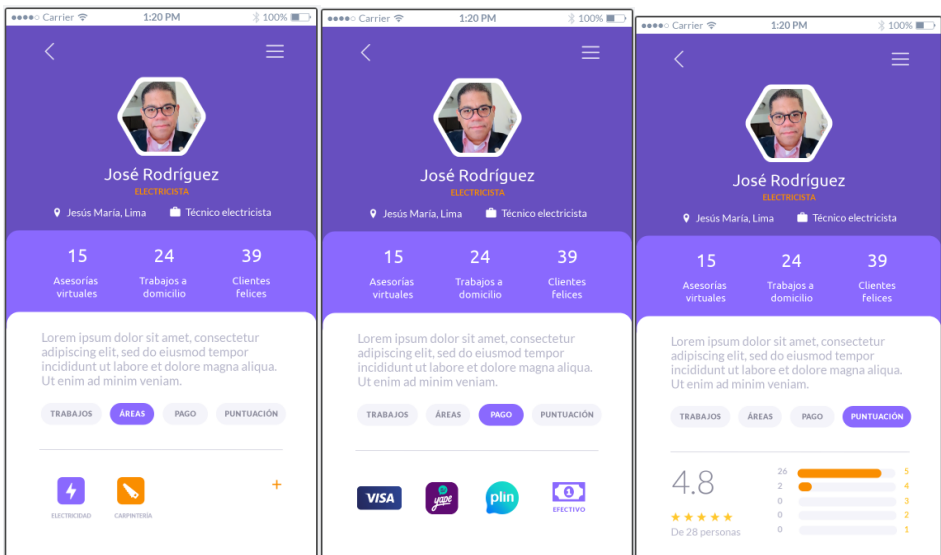 Carrier 1:20 PM 100%
José Rodríguez
ELECTRICISTA
Jesús María, Lima Técnico electricista
15 24 39
Asesorías Trabajos a Clientes
virtuales domicilio felices
Lorem ipsum dolor sit amet, consectetur
adipiscing elit, sed do eiusmod tempor
incididunt ut labore et dolore magna aliqua.
Ut enim ad minim veniam.
TRABAJOS ÁREAS PAGO PUNTUACIÓN
+
ELECTRICIDAD CARPINTERÍA
Carrier 1:20 PM 100%
José Rodríguez
ELECTRICISTA
Jesús María, Lima Técnico electricista
15 24 39
Asesorías Trabajos a Clientes
virtuales domicilio felices
Lorem ipsum dolor sit amet, consectetur
adipiscing elit, sed do eiusmod tempor
incididunt ut labore et dolore magna aliqua.
Ut enim ad minim veniam.
TRABAJOS ÁREAS PAGO PUNTUACIÓN
VISA yape plin 1
EFECTIVO
Carrier 1:20 PM 100%
José Rodríguez
ELECTRICISTA
Jesús María, Lima Técnico electricista
15 24 39
Asesorías Trabajos a Clientes
virtuales domicilio felices
Lorem ipsum dolor sit amet, consectetur
adipiscing elit, sed do eiusmod tempor
incididunt ut labore et dolore magna aliqua.
Ut enim ad minim veniam.
TRABAJOS ÁREAS PAGO PUNTUACIÓN
4.8
De 28 personas
26 5
2 4
0 3
0 2
0 1